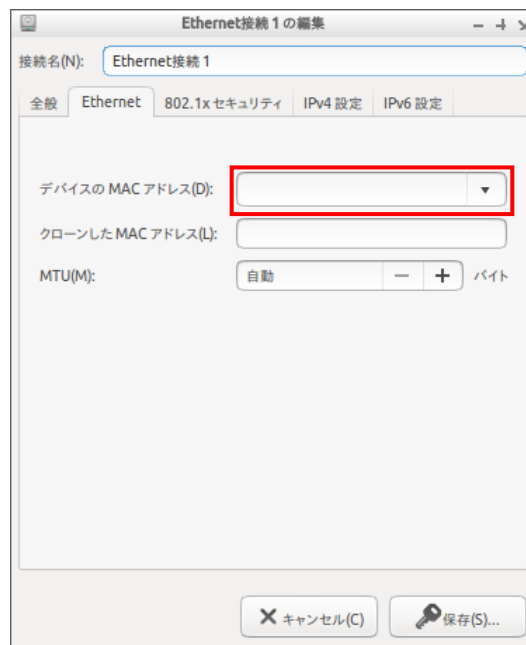 Ethernet接続 1 の編集
接続名(N): Ethernet接続 1
全般 Ethernet 802.1x セキュリティ IPv4 設定 IPv6 設定
デバイスの MAC アドレス(D):
クローンした MAC アドレス(L):
MTU(M): 自動 バイト
キャンセル(C) 保存(S)...